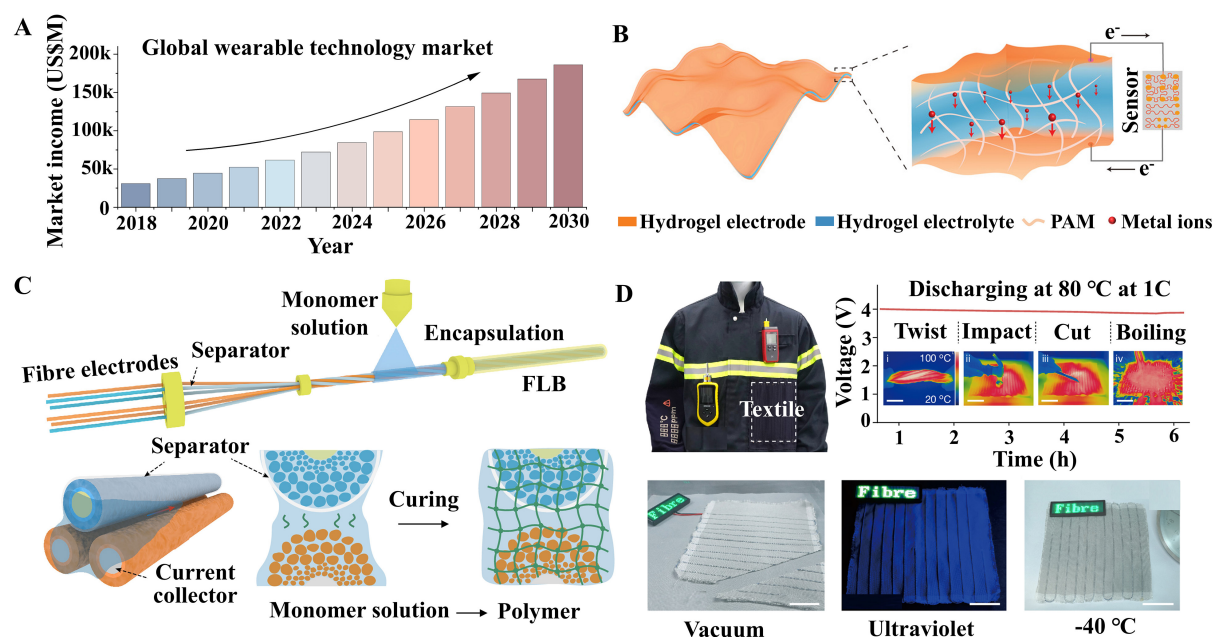 A
Global wearable technology market
Market income (USSM)
200k
150k
100k
50k
0
2018
2020
2022
2024
2026
2028
2030
Year
B
e-
Sensor
e-
Hydrogel electrode
Hydrogel electrolyte
PAM
Metal ions
C
Monomer
solution
Encapsulation
Separator
Fibre electrodes
FLB
Separator
Curing
Current
collector
Monomer solution
Polymer
D
Textile
Discharging at 80 °C at 1C
Voltage (V)
5
4
3
2
1
0
Twist
Impact
Cut
Boiling
i
100 °C
20 °C
ii
iii
iv
1
2
3
4
5
6
Time (h)
Fibre
Vacuum
Fibre
Ultraviolet
Fibre
-40 °C